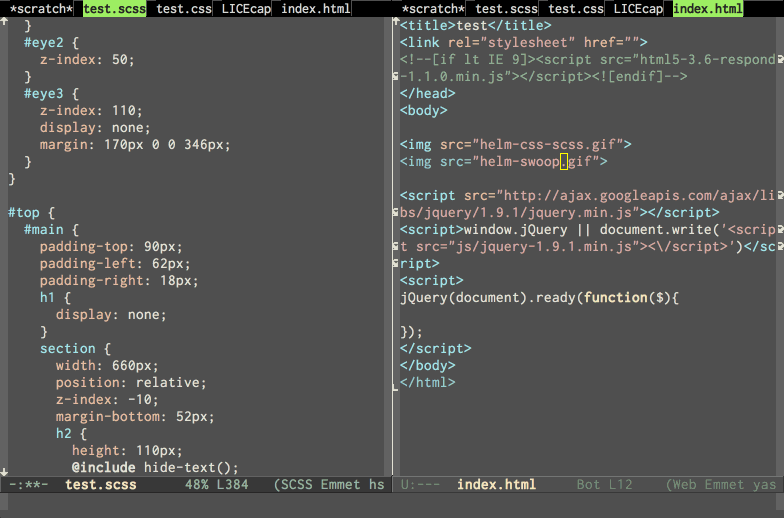 *scratch* test.scss test.css LICEcap index.html
}
#eye2 {
z-index: 50;
}
#eye3 {
z-index: 110;
display: none;
margin: 170px 0 0 346px;
}
}
#top {
#main {
padding-top: 90px;
padding-left: 62px;
padding-right: 18px;
h1 {
display: none;
}
section {
width: 660px;
position: relative;
z-index: -10;
margin-bottom: 52px;
h2 {
height: 110px;
@include hide-text();
-:**- test.scss 48% L384 (SCSS Emmet hs
*scratch* test.scss test.css LICEcap index.html
<title>test</title>
<link rel="stylesheet" href="">
<!--[if lt IE 9]><script src="html5-3.6-respond
-1.1.0.min.js"></script><![endif]-->
</head>
<body>
<img src="helm-css-scss.gif">
<img src="helm-swoop.gif">
<script src="http://ajax.googleapis.com/ajax/li
bs/jquery/1.9.1/jquery.min.js"></script>
<script>window.jQuery || document.write('<scrip
t src="js/jquery-1.9.1.min.js"><\/script>')</sc
ript>
<script>
jQuery(document).ready(function($){
});
</script>
</body>
</html>
U:--- index.html Bot L12 (Web Emmet yas